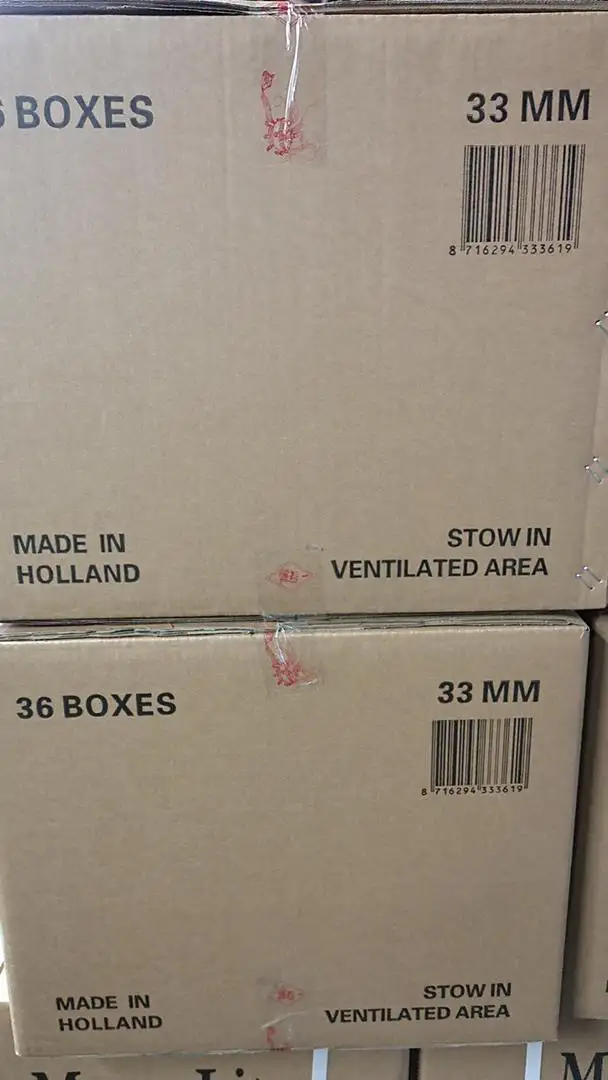 6 BOXES
33 MM
8 716294 333619
MADE IN
HOLLAND
STOW IN
VENTILATED AREA
36 BOXES
33 MM
8 716294 333619
MADE IN
HOLLAND
STOW IN
VENTILATED AREA